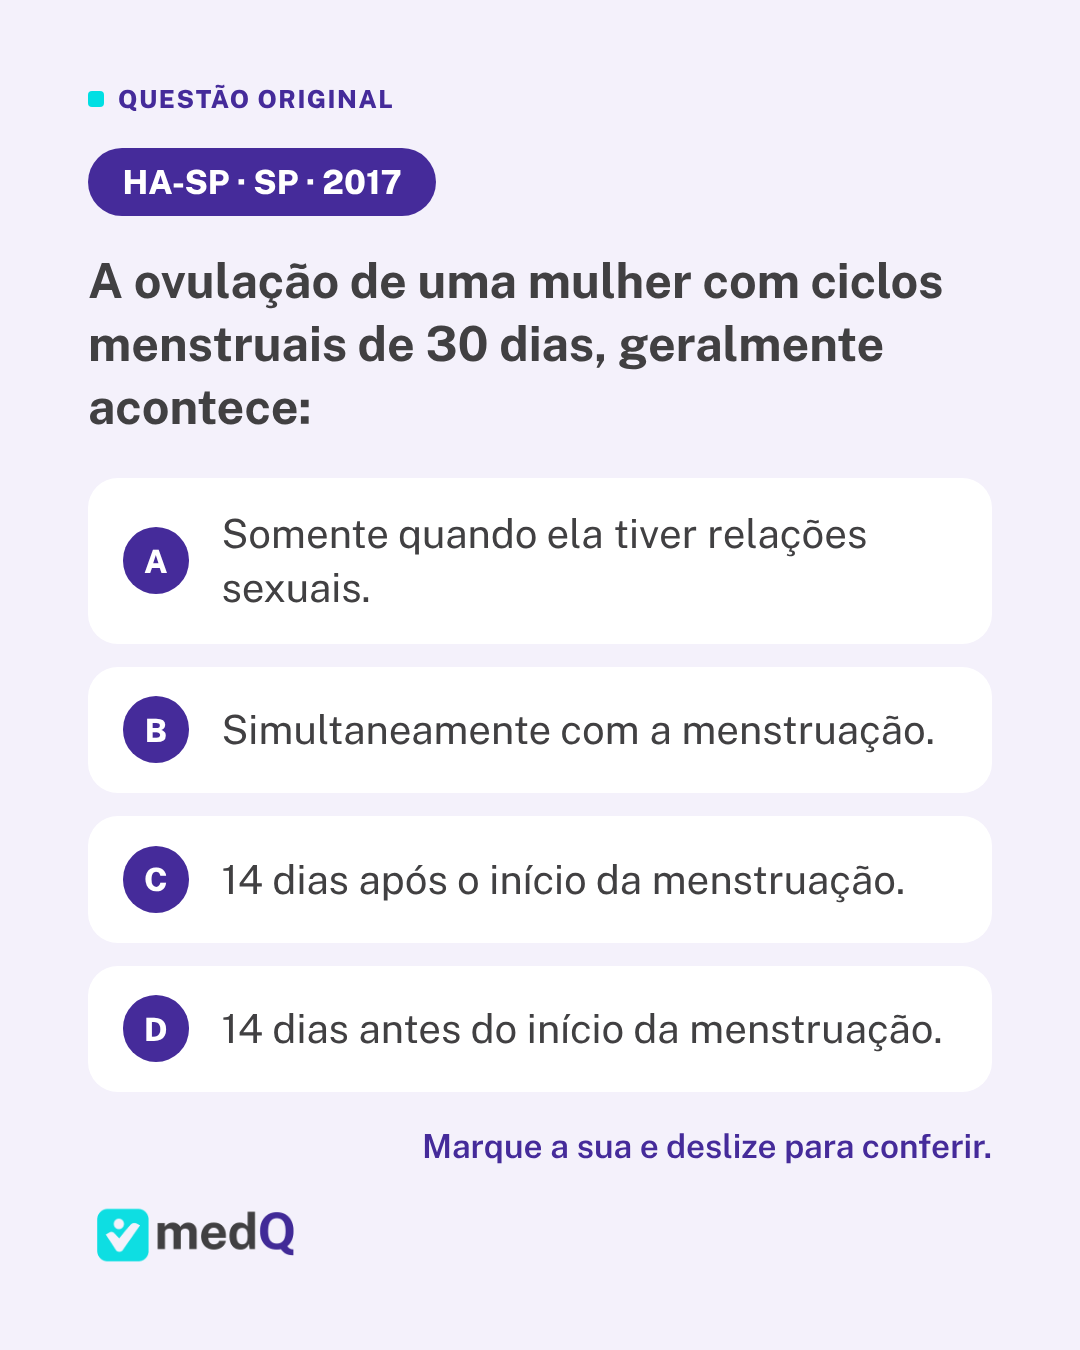 QUESTÃO ORIGINAL
HA-SP · SP · 2017
A ovulação de uma mulher com ciclos
menstruais de 30 dias, geralmente
acontece:
A Somente quando ela tiver relações
sexuais.
B Simultaneamente com a menstruação.
C 14 dias após o início da menstruação.
D 14 dias antes do início da menstruação.
Marque a sua e deslize para conferir.
medQ